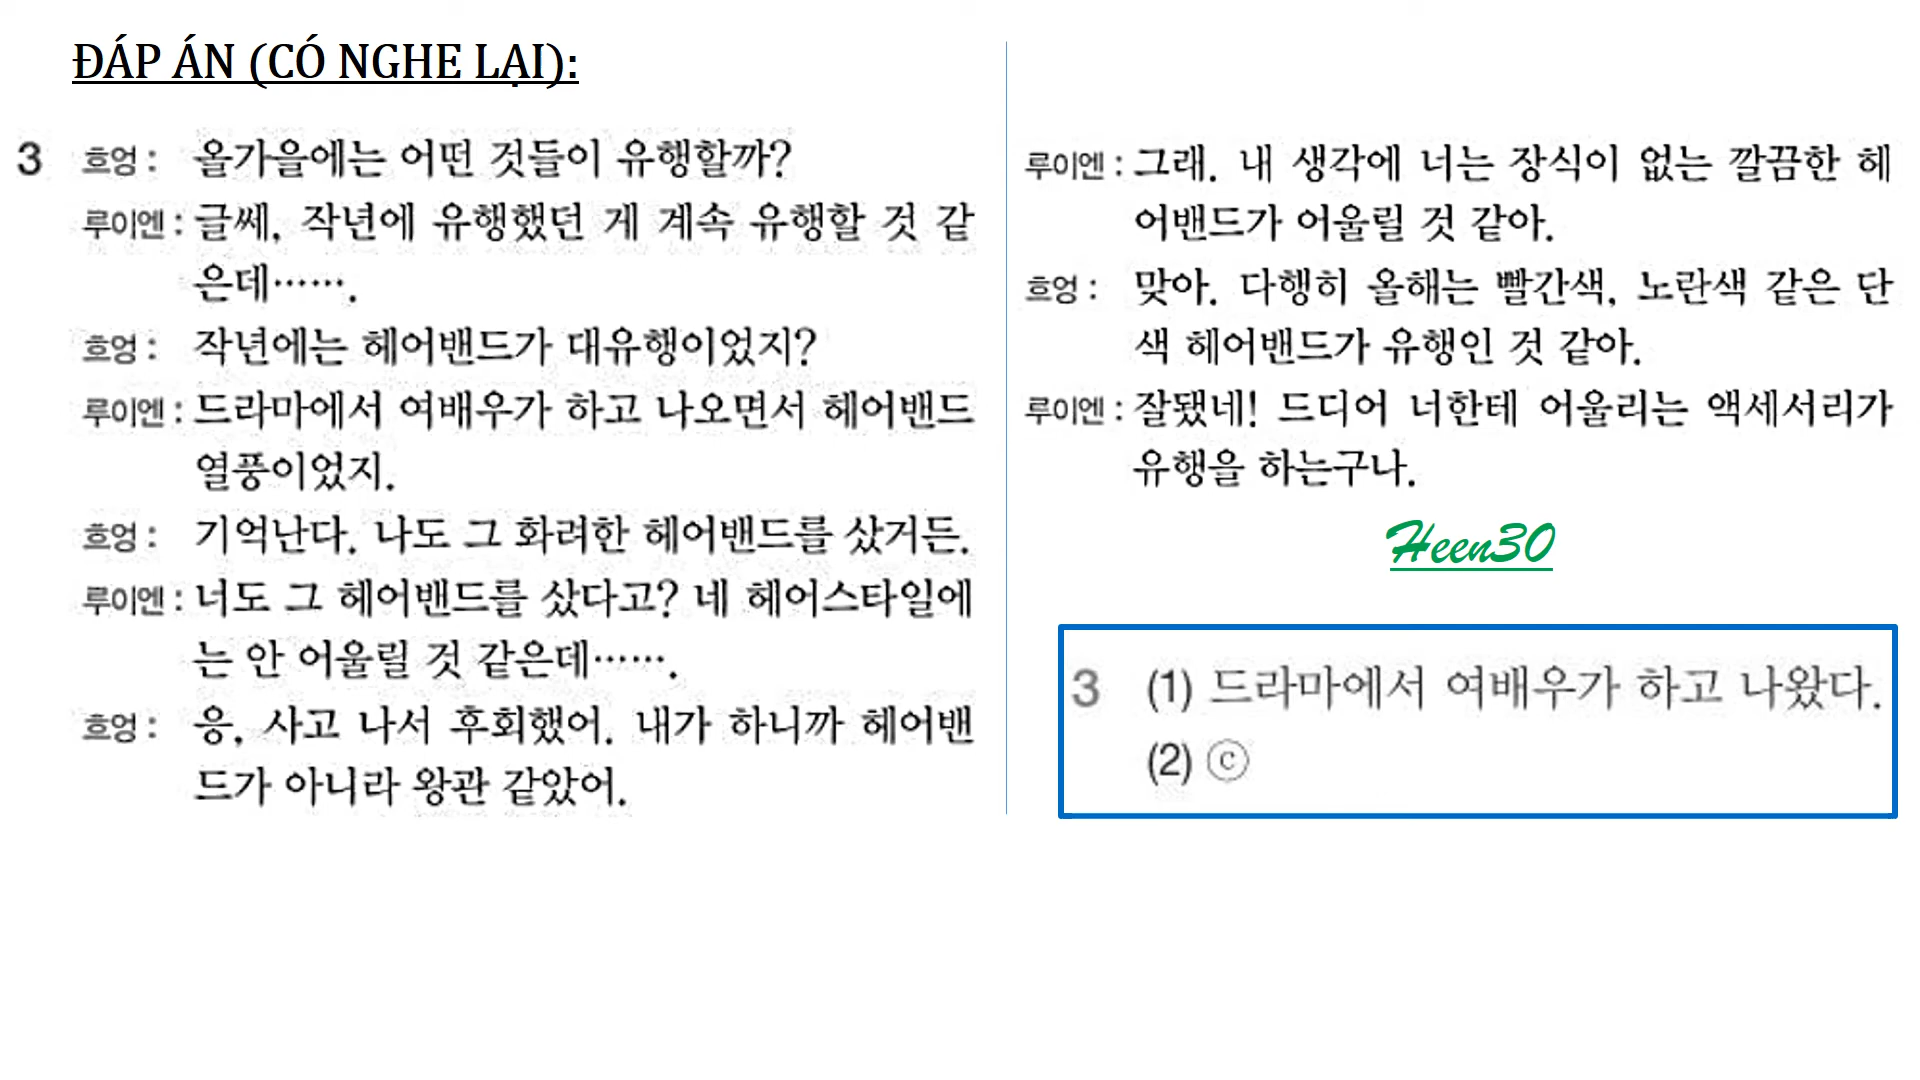 ĐÁP ÁN (CÓ NGHE LẠI):
3 흐엉 : 올가을에는 어떤 것들이 유행할까?
루이엔 : 글쎄, 작년에 유행했던 게 계속 유행할 것 같
은데…….
흐엉 : 작년에는 헤어밴드가 대유행이었지?
루이엔 : 드라마에서 여배우가 하고 나오면서 헤어밴드
열풍이었지.
흐엉 : 기억난다. 나도 그 화려한 헤어밴드를 샀거든.
루이엔 : 너도 그 헤어밴드를 샀다고? 네 헤어스타일에
는 안 어울릴 것 같은데…….
흐엉 : 응, 사고 나서 후회했어. 내가 하니까 헤어밴
드가 아니라 왕관 같았어.
루이엔 : 그래. 내 생각에 너는 장식이 없는 깔끔한 헤
어밴드가 어울릴 것 같아.
흐엉 : 맞아. 다행히 올해는 빨간색, 노란색 같은 단
색 헤어밴드가 유행인 것 같아.
루이엔 : 잘됐네! 드디어 너한테 어울리는 액세서리가
유행을 하는구나.
Heen30
3 (1) 드라마에서 여배우가 하고 나왔다.
(2) ⓒ